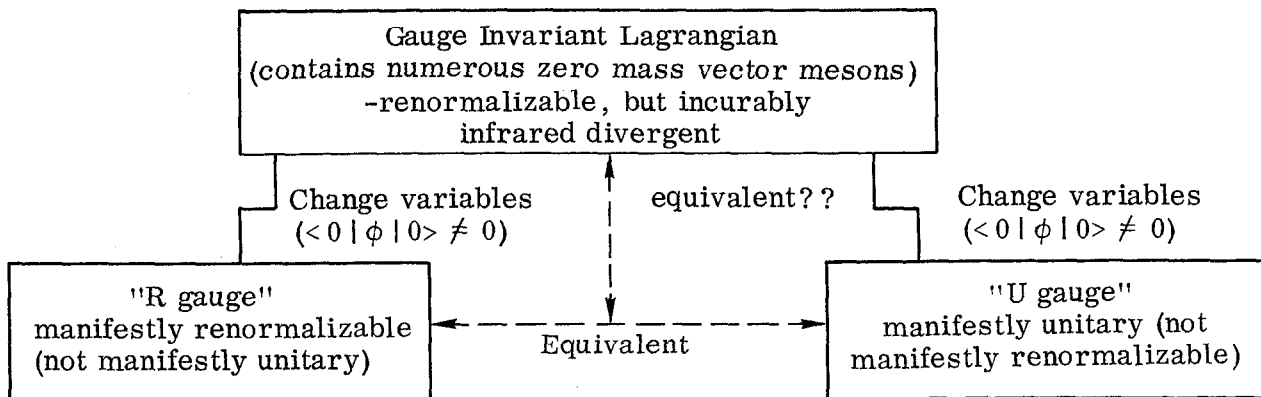 Gauge Invariant Lagrangian
(contains numerous zero mass vector mesons)
-renormalizable, but incurably
infrared divergent
Change variables
(<0|ϕ|0> ≠ 0)
equivalent??
Change variables
(<0|ϕ|0> ≠ 0)
"R gauge"
manifestly renormalizable
(not manifestly unitary)
Equivalent
"U gauge"
manifestly unitary (not
manifestly renormalizable)